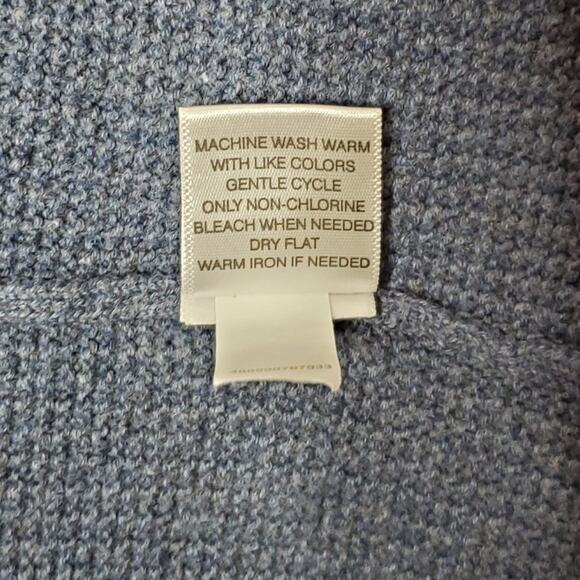 MACHINE WASH WARM
WITH LIKE COLORS
GENTLE CYCLE
ONLY NON-CHLORINE
BLEACH WHEN NEEDED
DRY FLAT
WARM IRON IF NEEDED